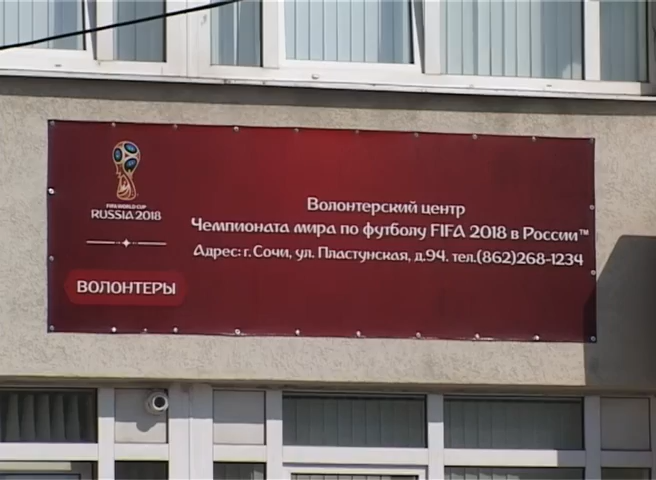 FIFA WORLD CUP
RUSSIA 2018
ВОЛОНТЕРЫ
Волонтерский центр
Чемпионата мира по футболу FIFA 2018 в России™
Адрес: г. Сочи, ул. Пластунская, д.94. тел.(862)268-1234